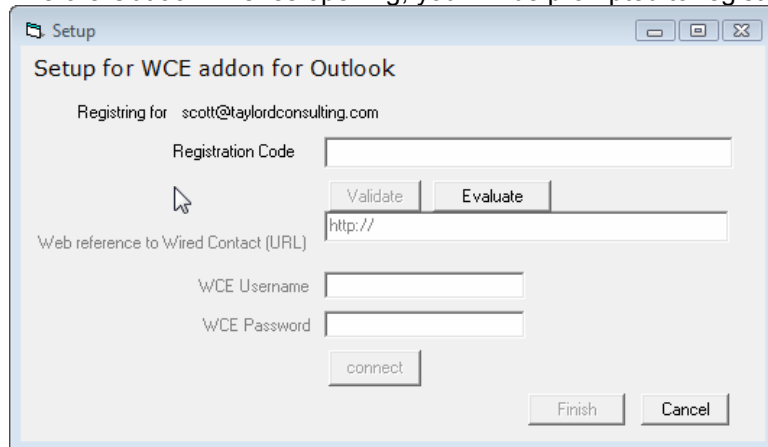 Setup
Setup for WCE addon for Outlook
Registring for scott@taylordconsulting.com
Registration Code
Validate Evaluate
http://
Web reference to Wired Contact (URL)
WCE Username
WCE Password
connect
Finish Cancel